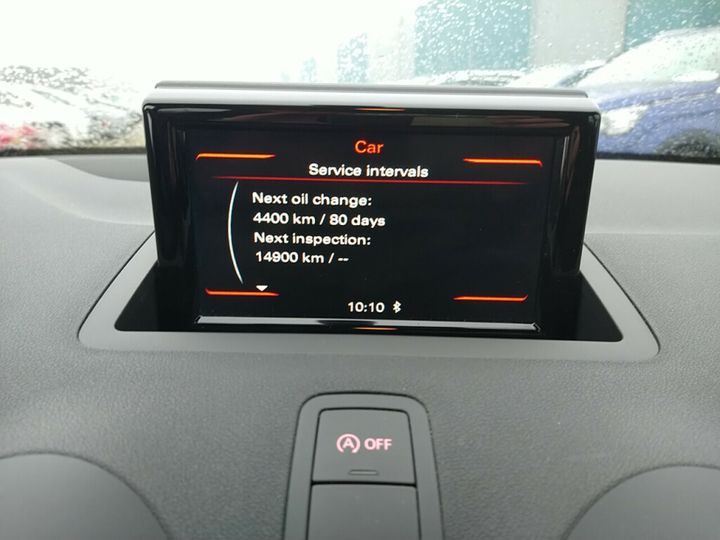 Car
Service intervals
Next oil change:
4400 km / 80 days
Next inspection:
14900 km / --
10:10
A OFF